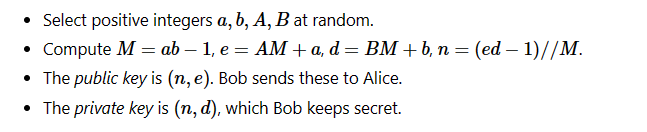 • Select positive integers a, b, A, B at random.
• Compute M = ab − 1, e = AM + a, d = BM + b, n = (ed − 1)//M.
• The public key is (n, e). Bob sends these to Alice.
• The private key is (n, d), which Bob keeps secret.